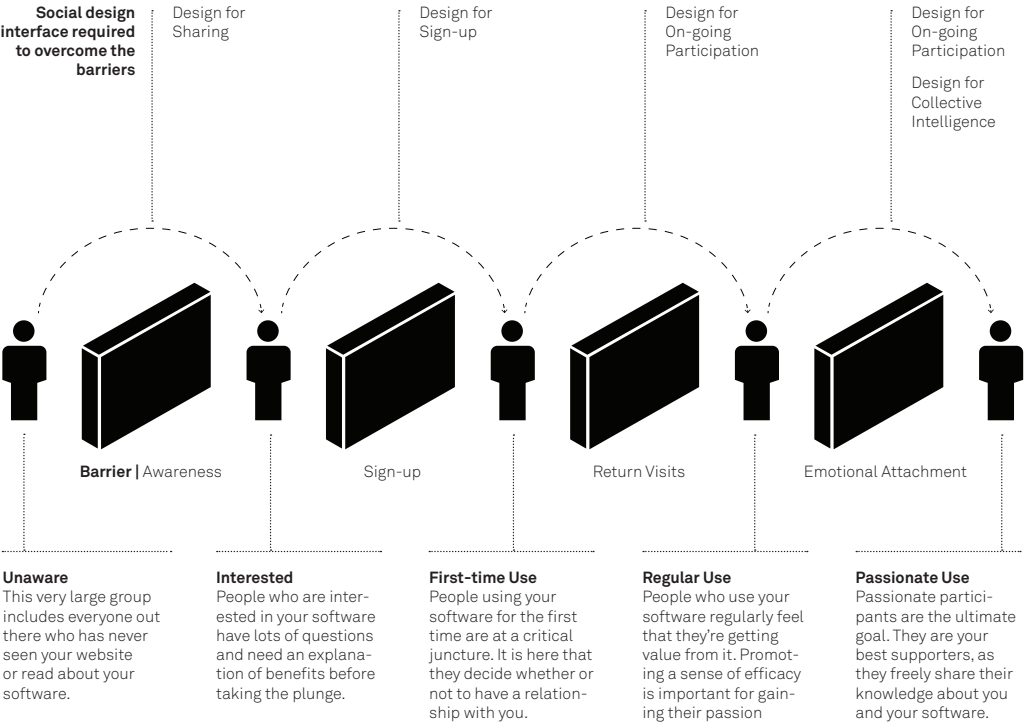 Social design
interface required
to overcome the
barriers
Design for
Sharing
Design for
Sign-up
Design for
On-going
Participation
Design for
On-going
Participation
Design for
Collective
Intelligence
Barrier | Awareness
Sign-up
Return Visits
Emotional Attachment
Unaware
This very large group
includes everyone out
there who has never
seen your website
or read about your
software.
Interested
People who are inter-
ested in your software
have lots of questions
and need an explana-
tion of benefits before
taking the plunge.
First-time Use
People using your
software for the first
time are at a critical
juncture. It is here that
they decide whether or
not to have a relation-
ship with you.
Regular Use
People who use your
software regularly feel
that they're getting
value from it. Promot-
ing a sense of efficacy
is important for gain-
ing their passion
Passionate Use
Passionate partici-
pants are the ultimate
goal. They are your
best supporters, as
they freely share their
knowledge about you
and your software.